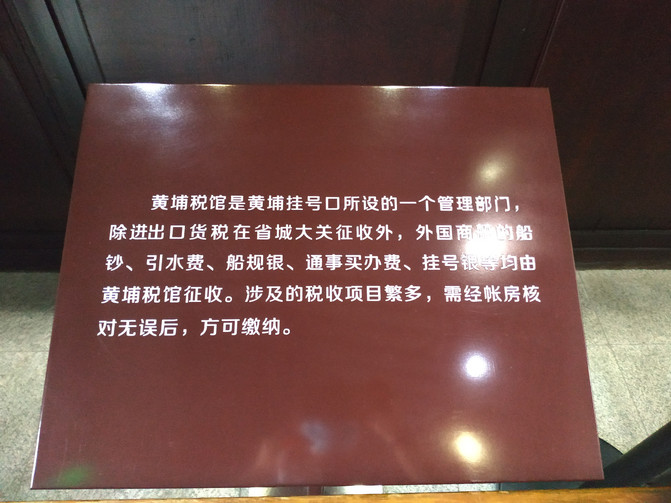 黄埔税馆是黄埔挂号口所设的一个管理部门，
除进出口货税在省城大关征收外，外国商船的船
钞、引水费、船规银、通事买办费、挂号银等均由
黄埔税馆征收。涉及的税收项目繁多，需经帐房核
对无误后，方可缴纳。